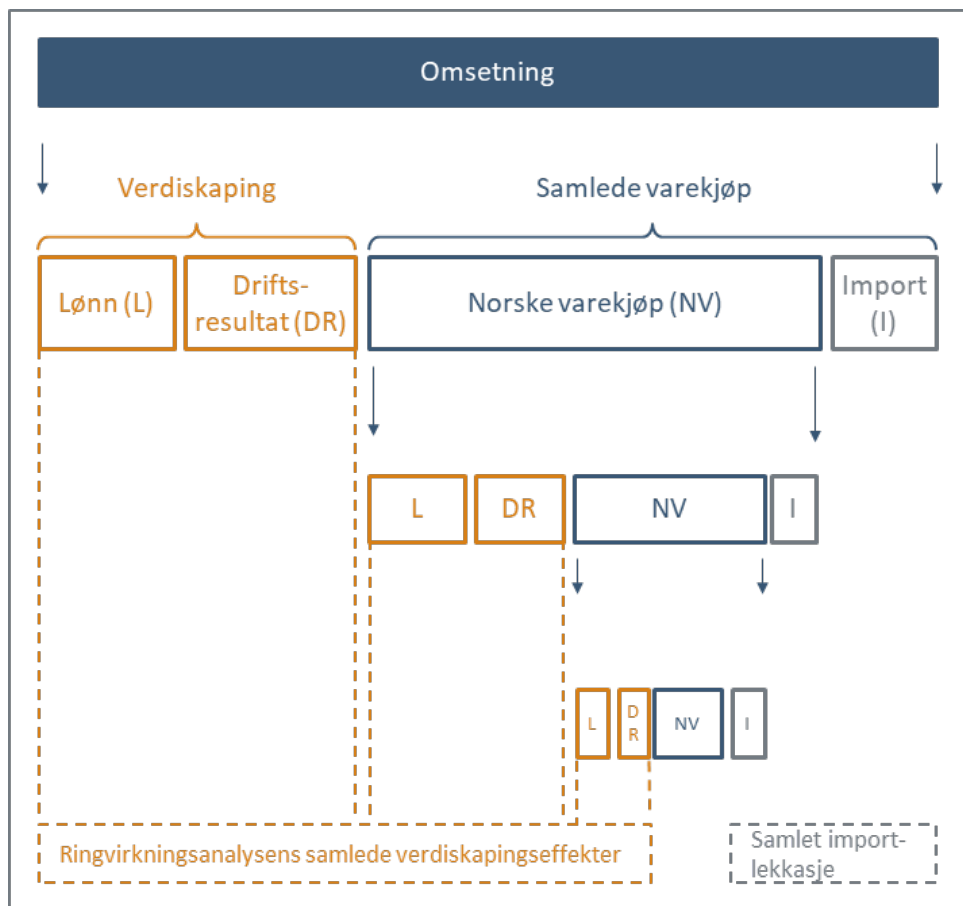 Omsetning
Verdiskaping
Samlede varekjøp
Lønn (L)
Drifts-
resultat (DR)
Norske varekjøp (NV)
Import
(I)
L
DR
NV
I
L
D
R
NV
I
Ringvirkningsanalysens samlede verdiskapingseffekter
Samlet import-
lekkasje